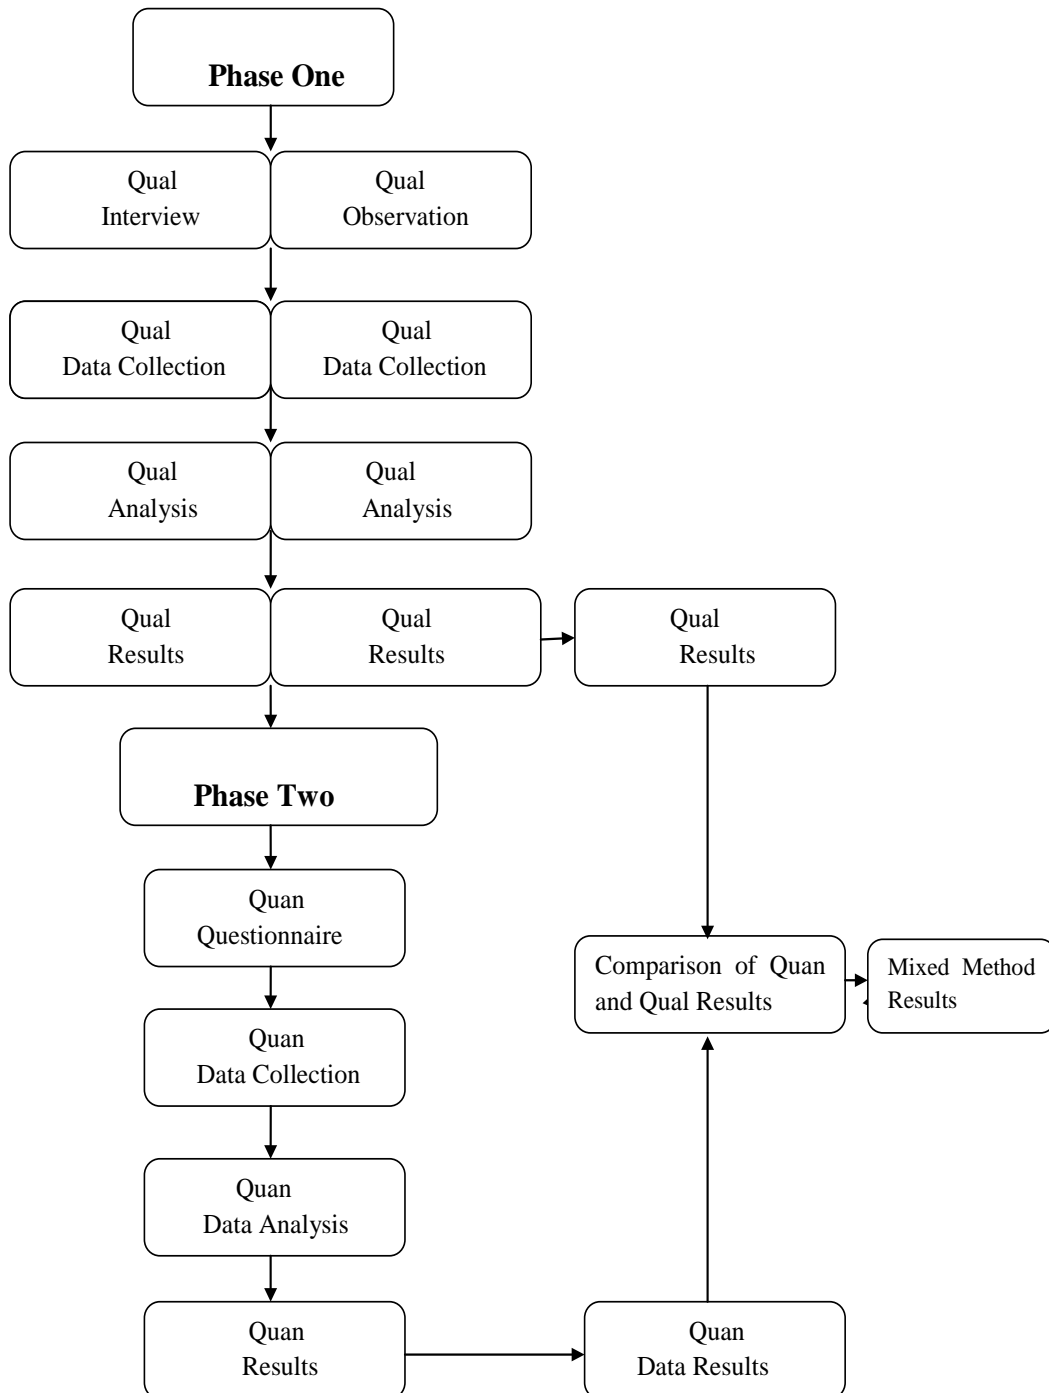 Phase One
Qual
Interview
Qual
Observation
Qual
Data Collection
Qual
Data Collection
Qual
Analysis
Qual
Analysis
Qual
Results
Qual
Results
Qual
Results
Phase Two
Quan
Questionnaire
Comparison of Quan
and Qual Results
Mixed Method
Results
Quan
Data Collection
Quan
Data Analysis
Quan
Results
Quan
Data Results